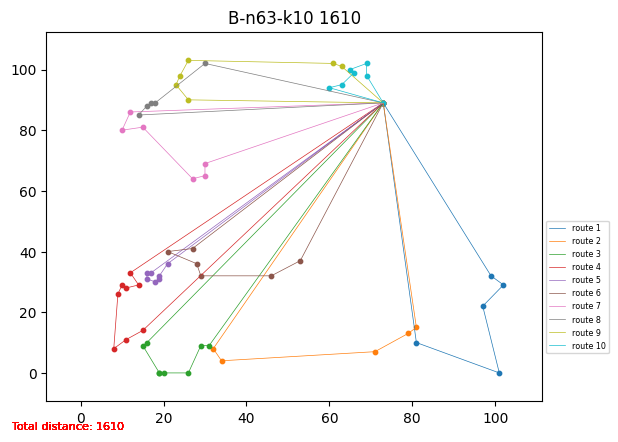 B-n63-k10 1610
100
80
60
40
20
0
0 20 40 60 80 100
route 1
route 2
route 3
route 4
route 5
route 6
route 7
route 8
route 9
route 10
Total distance: 1610